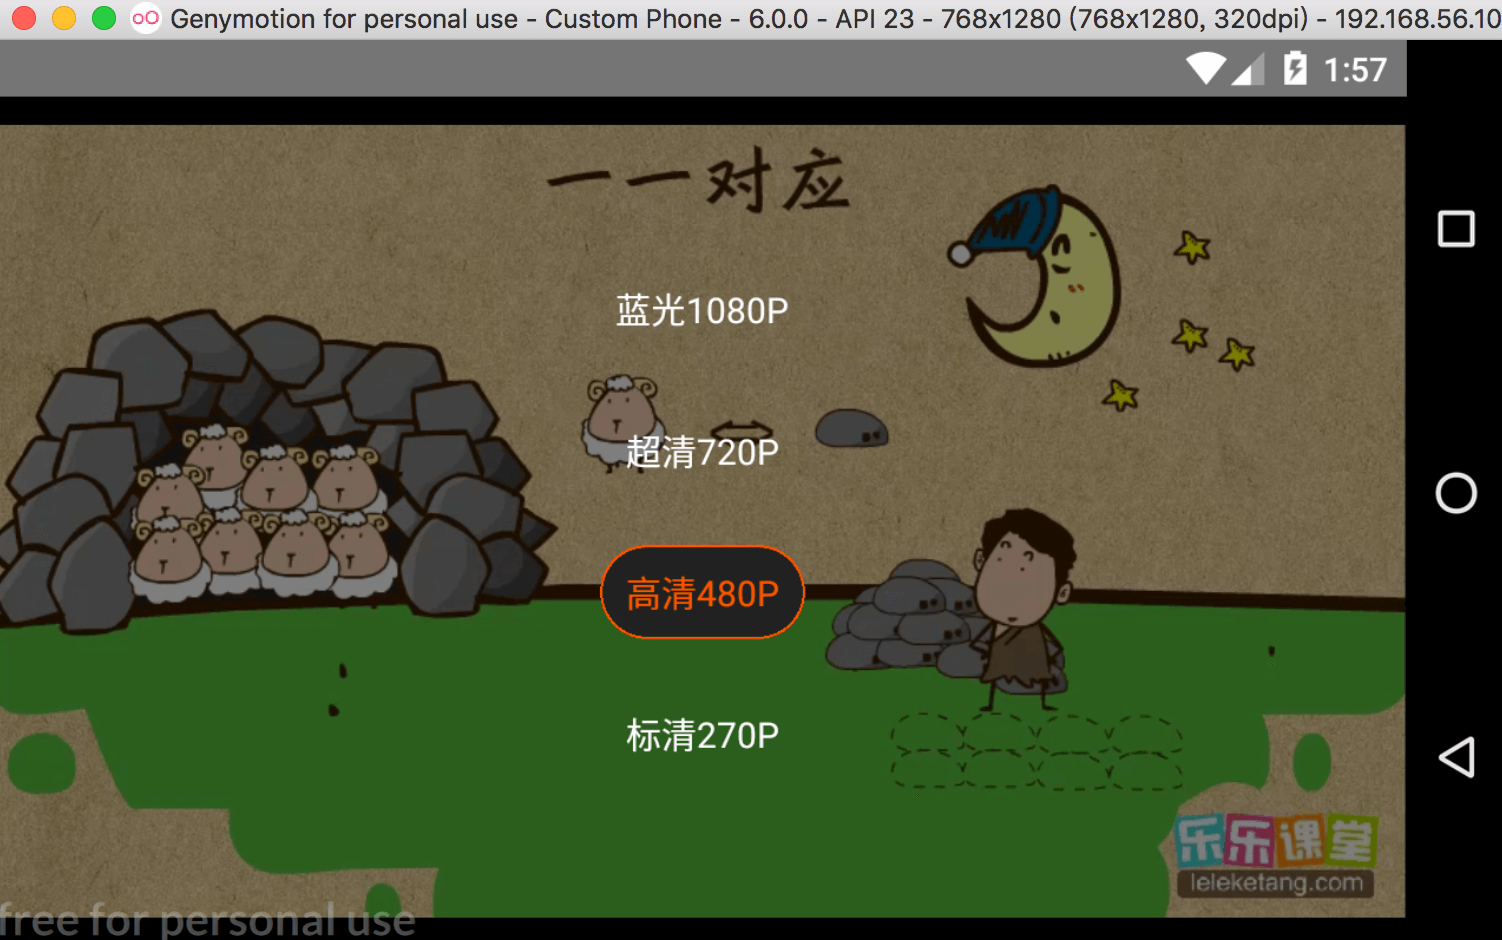 Genymotion for personal use - Custom Phone - 6.0.0 - API 23 - 768x1280 (768x1280, 320dpi) - 192.168.56.10
1:57
一一对应
蓝光1080P
超清720P
高清480P
标清270P
乐乐课堂
leleketang.com
free for personal use